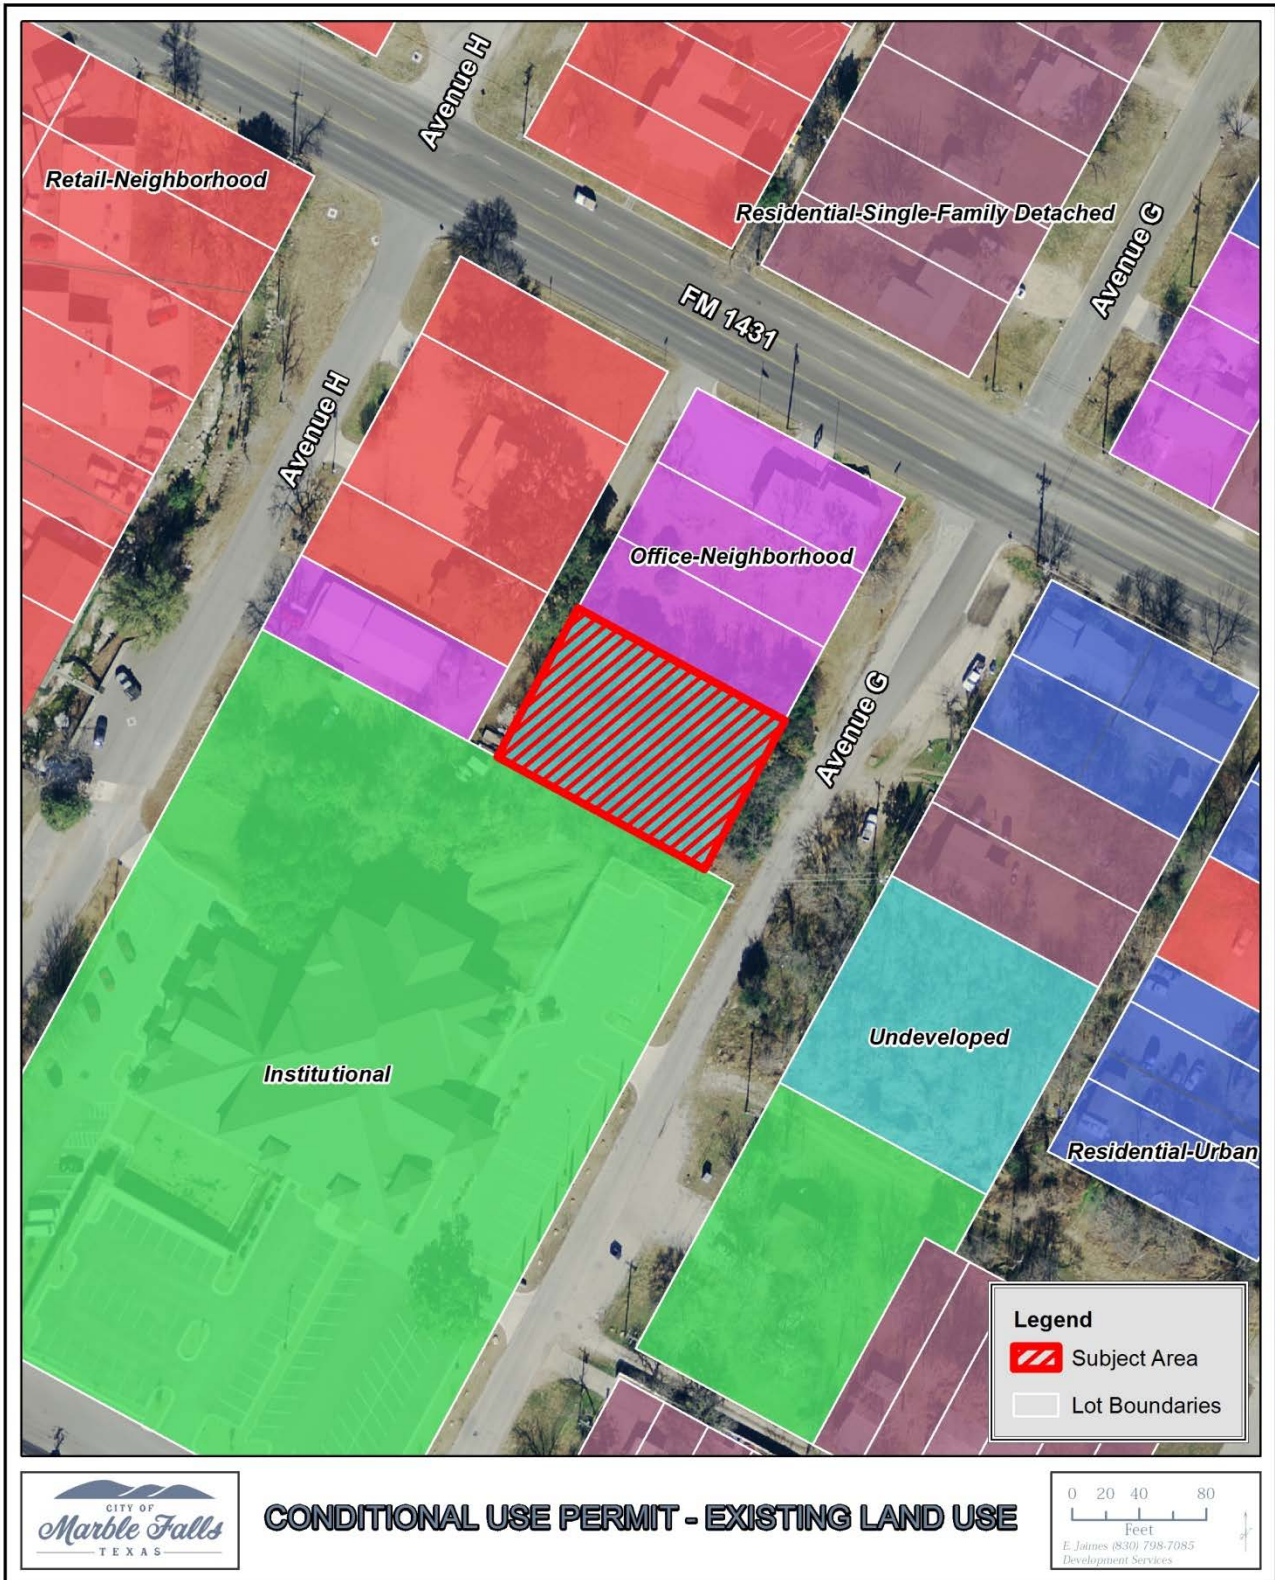 Avenue H
Retail-Neighborhood
Residential-Single-Family Detached
Avenue G
FM 1431
Avenue H
Office-Neighborhood
Avenue G
Undeveloped
Institutional
Residential-Urban
Legend
Subject Area
Lot Boundaries
CITY OF
Marble Falls
TEXAS
CONDITIONAL USE PERMIT - EXISTING LAND USE
0 20 40 80
Feet
E. Jaimes (830) 798-7085
Development Services